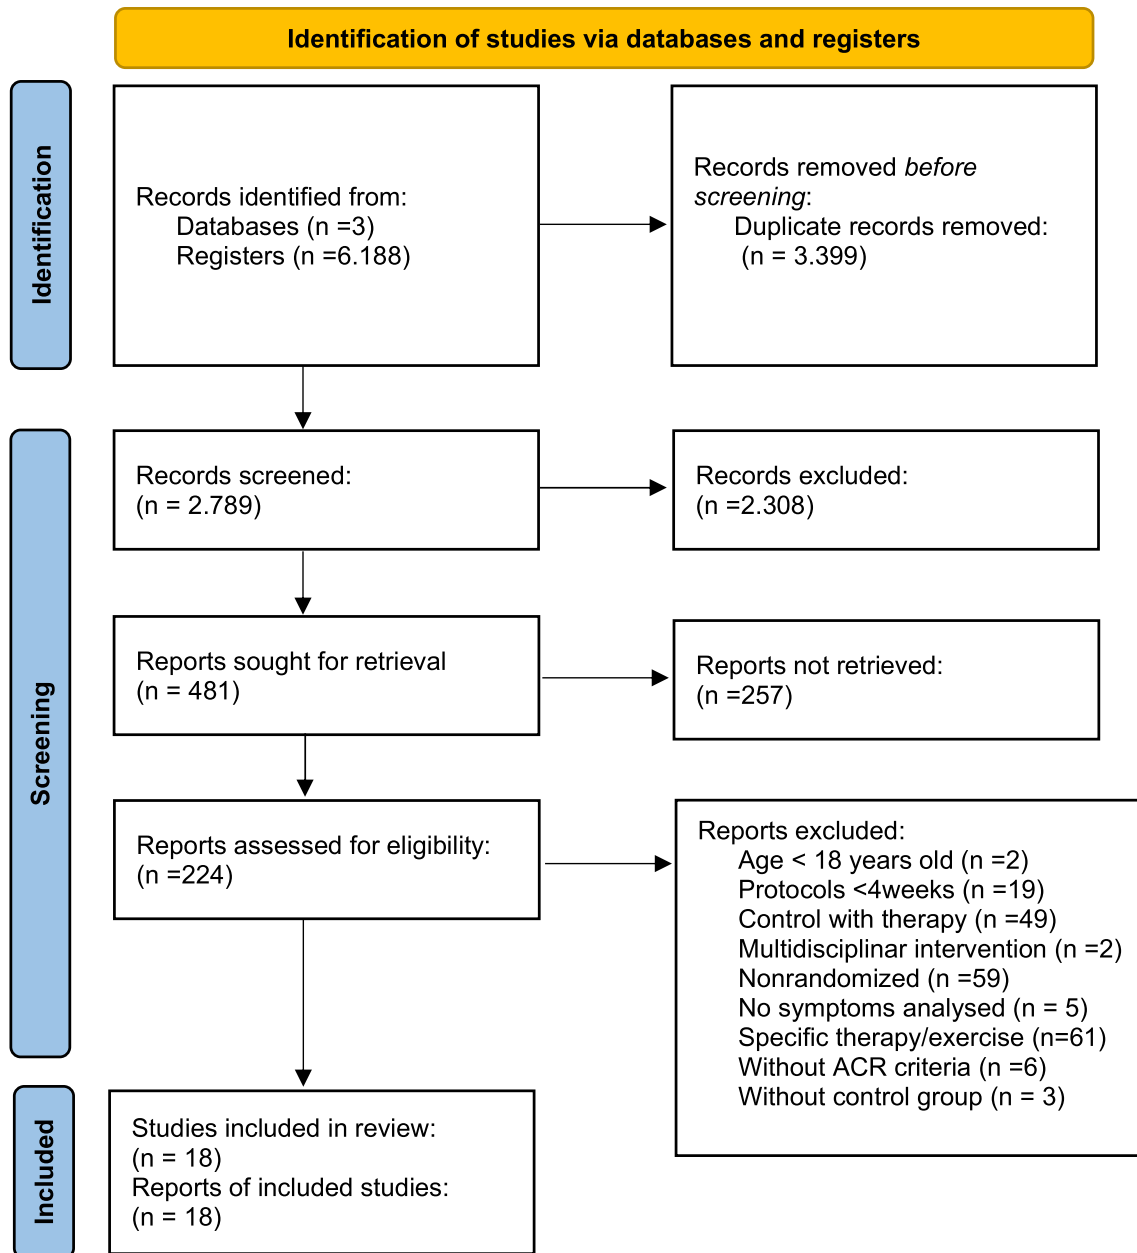 Identification of studies via databases and registers
Identification
Records identified from:
Databases (n =3)
Registers (n =6.188)
Records removed before
screening:
Duplicate records removed:
(n = 3.399)
Screening
Records screened:
(n = 2.789)
Records excluded:
(n =2.308)
Reports sought for retrieval
(n = 481)
Reports not retrieved:
(n =257)
Reports assessed for eligibility:
(n =224)
Reports excluded:
Age < 18 years old (n =2)
Protocols <4weeks (n =19)
Control with therapy (n =49)
Multidisciplinar intervention (n =2)
Nonrandomized (n =59)
No symptoms analysed (n = 5)
Specific therapy/exercise (n=61)
Without ACR criteria (n =6)
Without control group (n = 3)
Included
Studies included in review:
(n = 18)
Reports of included studies:
(n = 18)